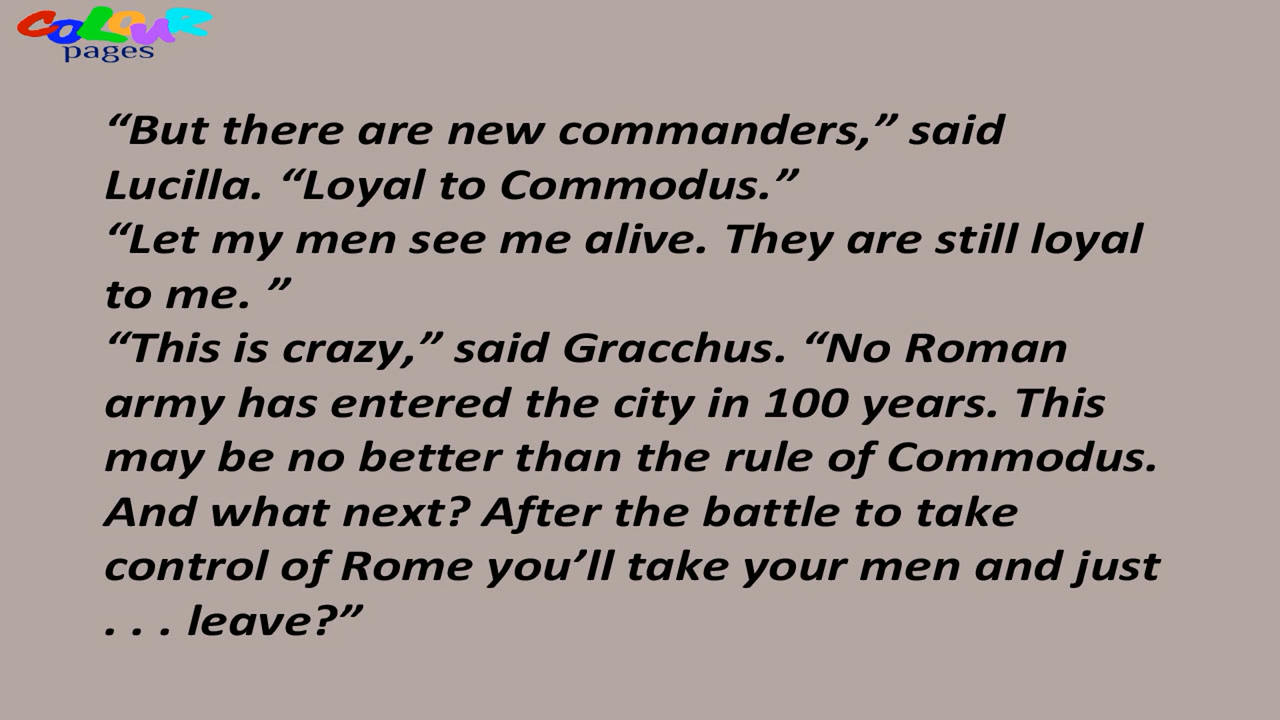 COLOUR
pages
“But there are new commanders,” said
Lucilla. “Loyal to Commodus.”
“Let my men see me alive. They are still loyal
to me. ”
“This is crazy,” said Gracchus. “No Roman
army has entered the city in 100 years. This
may be no better than the rule of Commodus.
And what next? After the battle to take
control of Rome you’ll take your men and just
. . . leave?”